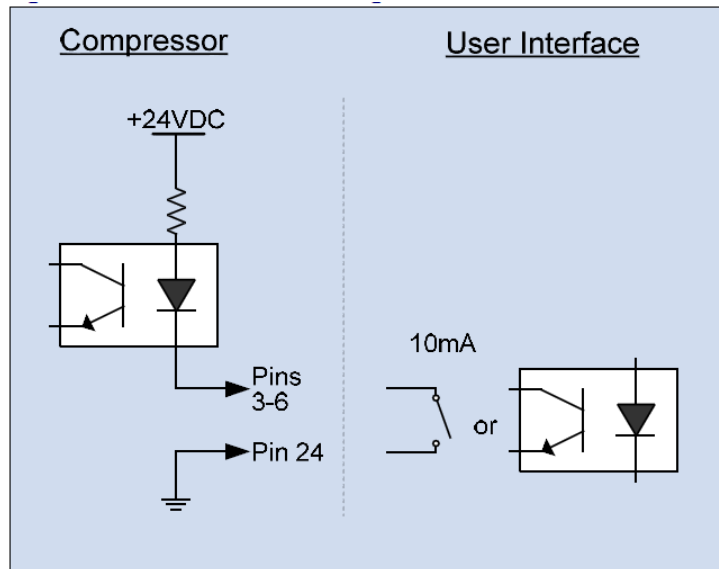 Compressor
User Interface
+24VDC
10mA
Pins
3-6
or
Pin 24